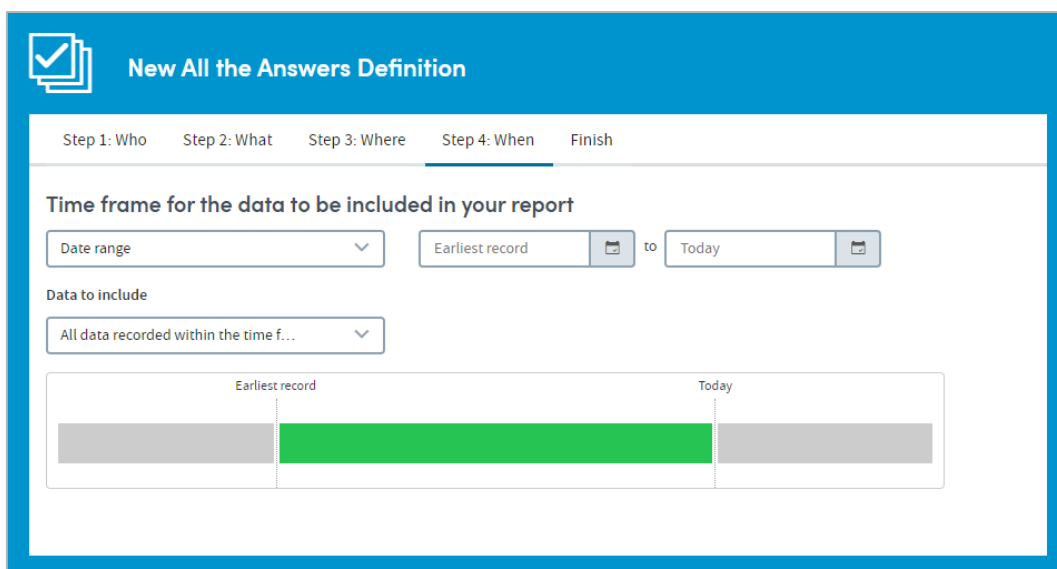 New All the Answers Definition
Step 1: Who Step 2: What Step 3: Where Step 4: When Finish
Time frame for the data to be included in your report
Date range Earliest record to Today
Data to include
All data recorded within the time f...
Earliest record Today